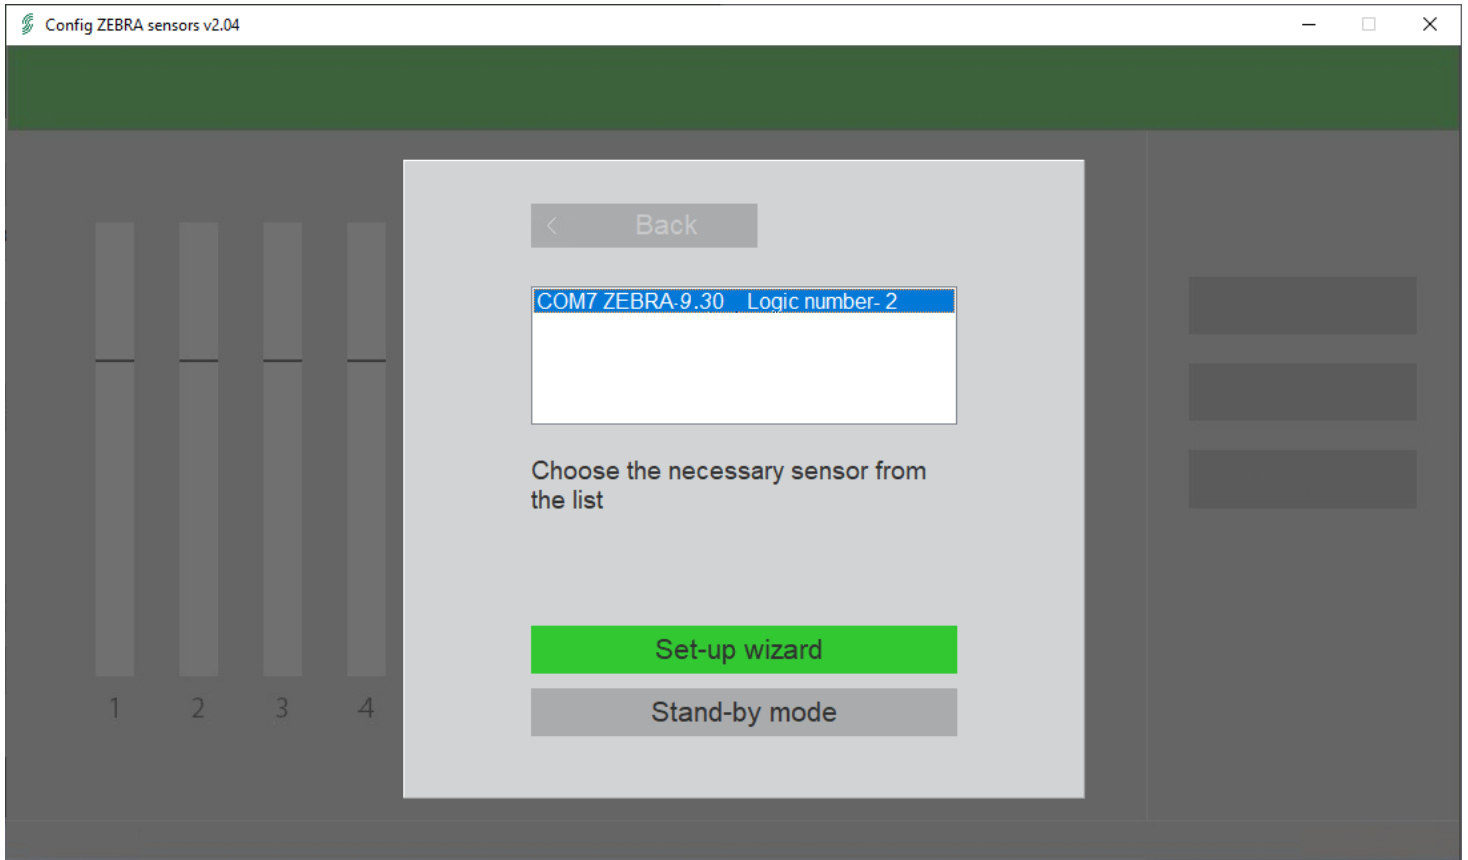 Config ZEBRA sensors v2.04
Back
COM7 ZEBRA-9.30 Logic number- 2
Choose the necessary sensor from
the list
Set-up wizard
Stand-by mode
1 2 3 4